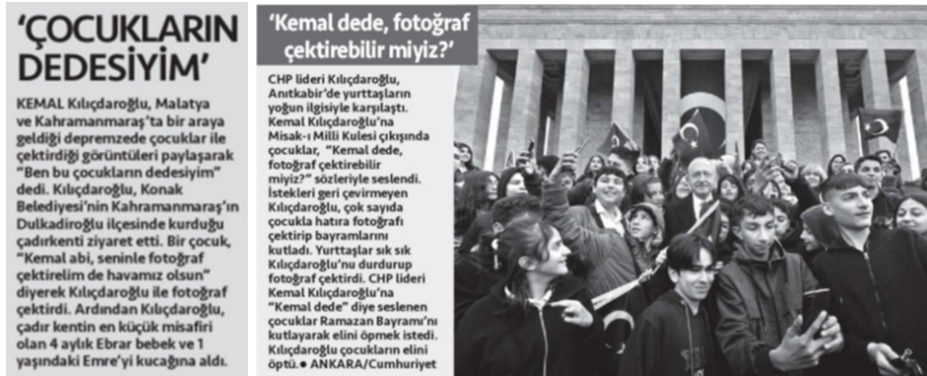 'ÇOCUKLARIN
DEDESİYİM'
KEMAL Kılıçdaroğlu, Malatya
ve Kahramanmaraş'ta bir araya
geldiği depremzede çocuklar ile
çektirdiği görüntüleri paylaşarak
"Ben bu çocukların dedesiyim"
dedi. Kılıçdaroğlu, Konak
Belediyesi'nin Kahramanmaraş'ın
Dulkadiroğlu ilçesinde kurduğu
çadırkenti ziyaret etti. Bir çocuk,
"Kemal abi, seninle fotoğraf
çektirelim de havamız olsun"
diyerek Kılıçdaroğlu ile fotoğraf
çektirdi. Ardından Kılıçdaroğlu,
çadır kentin en küçük misafiri
olan 4 aylık Ebrar bebek ve 1
yaşındaki Emre'yi kucağına aldı.
'Kemal dede, fotoğraf
çektirebilir miyiz?'
CHP lideri Kılıçdaroğlu,
Anıtkabir'de yurttaşların
yoğun ilgisiyle karşılaştı.
Kemal Kılıçdaroğlu'na
Misak-ı Milli Kulesi çıkışında
çocuklar, "Kemal dede,
fotoğraf çektirebilir
miyiz?" sözleriyle seslendi.
İstekleri geri çevirmeyen
Kılıçdaroğlu, çok sayıda
çocukla hatıra fotoğrafı
çektirip bayramlarını
kutladı. Yurttaşlar sık sık
Kılıçdaroğlu'nu durdurup
fotoğraf çektirdi. CHP lideri
Kemal Kılıçdaroğlu'na
"Kemal dede" diye seslenen
çocuklar Ramazan Bayramı'nı
kutlayarak elini öpmek istedi.
Kılıçdaroğlu çocukların elini
öptü.● ANKARA/Cumhuriyet